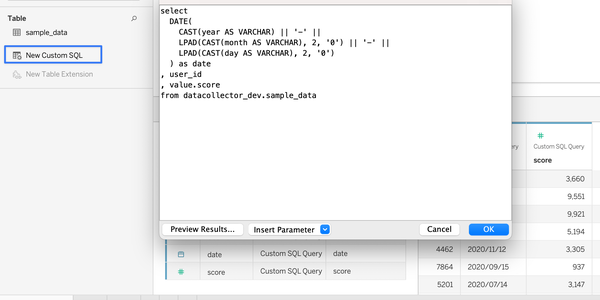 Table
sample_data
New Custom SQL
New Table Extension
select
DATE(
CAST(year AS VARCHAR) || '-' ||
LPAD(CAST(month AS VARCHAR), 2, '0') || '-' ||
LPAD(CAST(day AS VARCHAR), 2, '0')
) as date
, user_id
, value.score
from datacollector_dev.sample_data
Preview Results...
Insert Parameter
Cancel
OK
date
Custom SQL Query
date
score
Custom SQL Query
score
Custom SQL Query
score
3,660
9,551
9,921
5,194
4462 2020/11/12 3,305
7864 2020/09/15 937
5201 2020/07/14 3,147